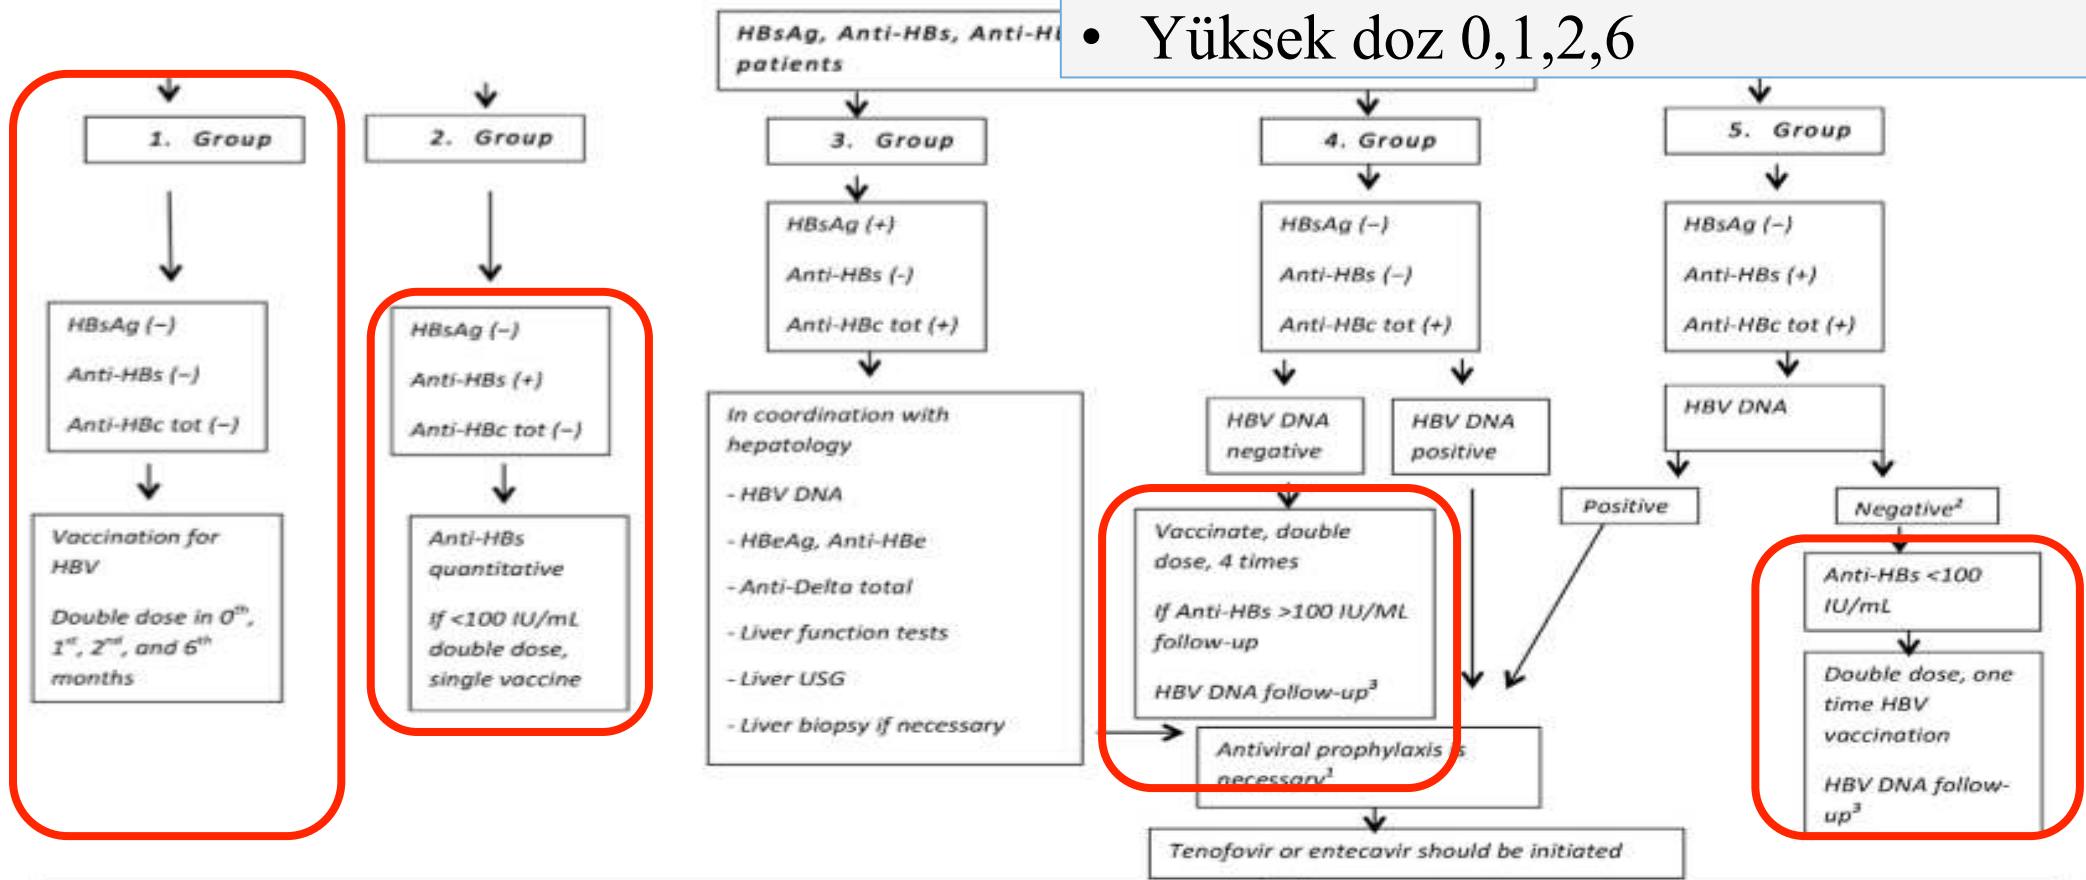 HBsAg, Anti-HBs,
patients
• Yüksek doz 0,1,2,6
1. Group
HBsAg (–)
Anti-HBs (–)
Anti-HBc tot (–)
Vaccination for
HBV
Double dose in 0th,
1st, 2nd, and 6th
months
2. Group
HBsAg (–)
Anti-HBs (+)
Anti-HBc tot (–)
Anti-HBs
quantitative
If <100 IU/mL
double dose,
single vaccine
3. Group
HBsAg (+)
Anti-HBs (-)
Anti-HBc tot (+)
In coordination with
hepatology
- HBV DNA
- HBeAg, Anti-HBe
- Anti-Delta total
- Liver function tests
- Liver USG
- Liver biopsy if necessary
4. Group
HBsAg (–)
Anti-HBs (–)
Anti-HBc tot (+)
HBV DNA
negative
HBV DNA
positive
Vaccinate, double
dose, 4 times
If Anti-HBs >100 IU/ML
follow-up
HBV DNA follow-up³
Antiviral prophylaxis is
necessary¹
Tenofovir or entecavir should be initiated
5. Group
HBsAg (–)
Anti-HBs (+)
Anti-HBc tot (+)
HBV DNA
Positive
Negative²
Anti-HBs <100
IU/mL
Double dose, one
time HBV
vaccination
HBV DNA follow-
up³